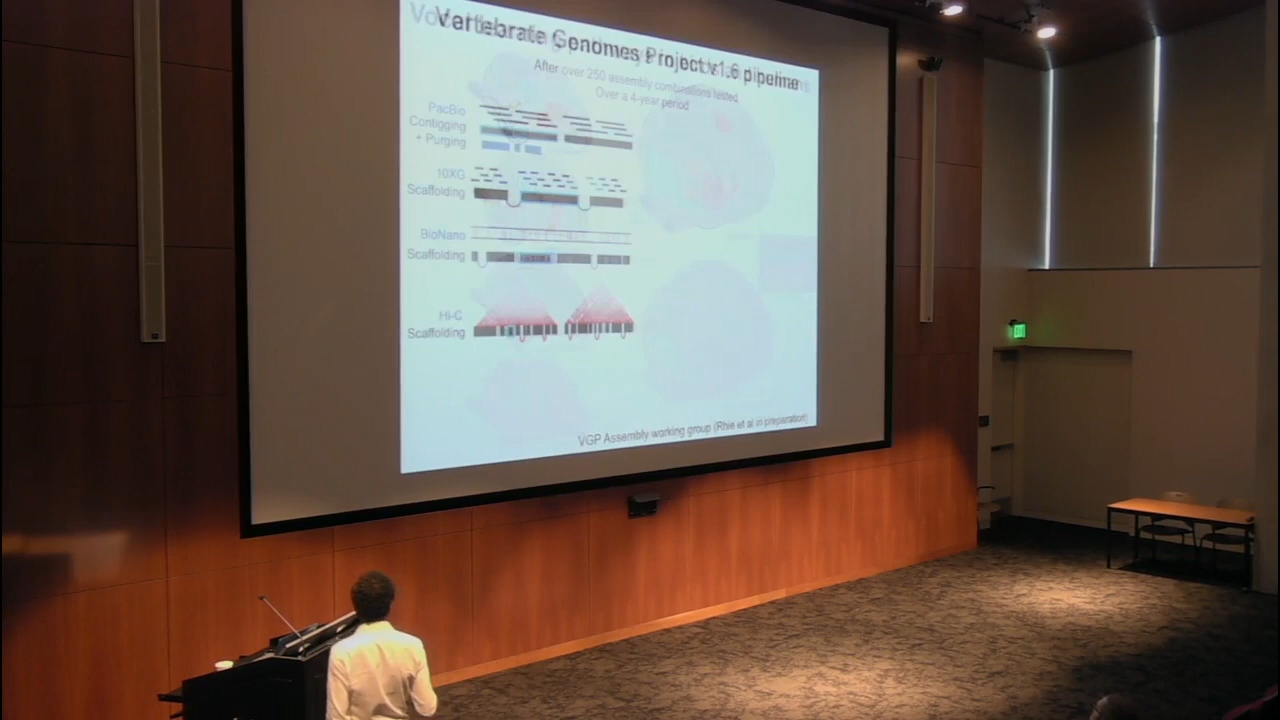 Vertebrate Genomes Project v1.6 pipeline
After over 250 assembly combinations tested
Over a 4-year period
PacBio
Contigging
+ Purging
10XG
Scaffolding
BioNano
Scaffolding
Hi-C
Scaffolding
VGP Assembly working group (Rhie et al in preparation)